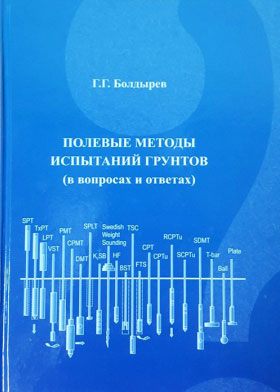 Г.Г. Болдырев
ПОЛЕВЫЕ МЕТОДЫ
ИСПЫТАНИЙ ГРУНТОВ
(в вопросах и ответах)
SPT
TxPT
LPT
VST
PMT
CPMT
DMT
SPLT
K₀SB
Swedish
Weight
Sounding
HF
BST
TSC
FTS
CPT
CPTu
RCPTu
SCPTu
SDMT
T-bar
Ball
Plate